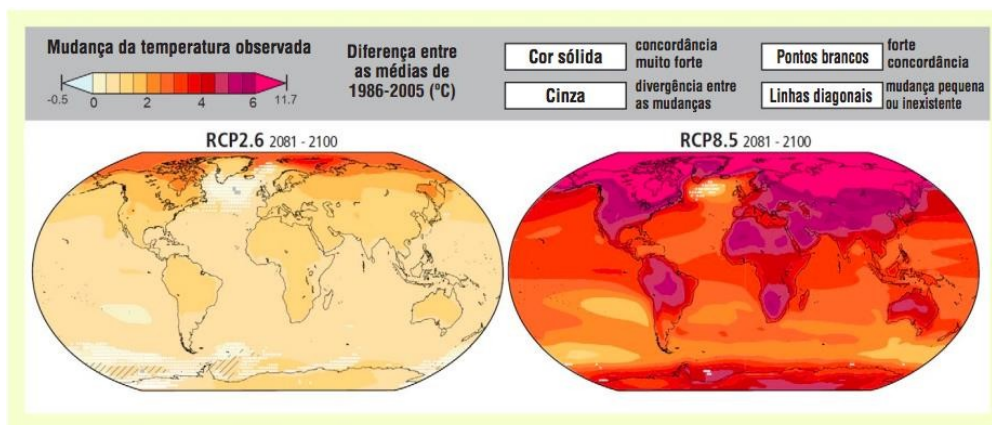 Mudança da temperatura observada
-0.5 0 2 4 6 11.7
Diferença entre
as médias de
1986-2005 (ºC)
Cor sólida
concordância
muito forte
Cinza
divergência entre
as mudanças
Pontos brancos
forte
concordância
Linhas diagonais
mudança pequena
ou inexistente
RCP2.6 2081 - 2100
RCP8.5 2081 - 2100